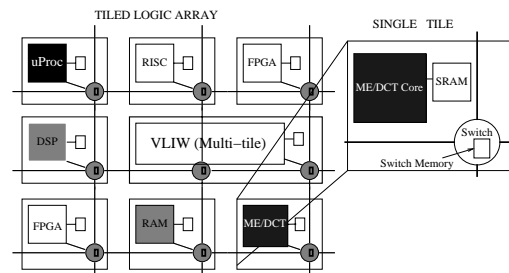 TILED LOGIC ARRAY
SINGLE TILE
uProc
RISC
FPGA
ME/DCT Core
SRAM
DSP
VLIW (Multi-tile)
Switch
Switch Memory
FPGA
RAM
ME/DCT